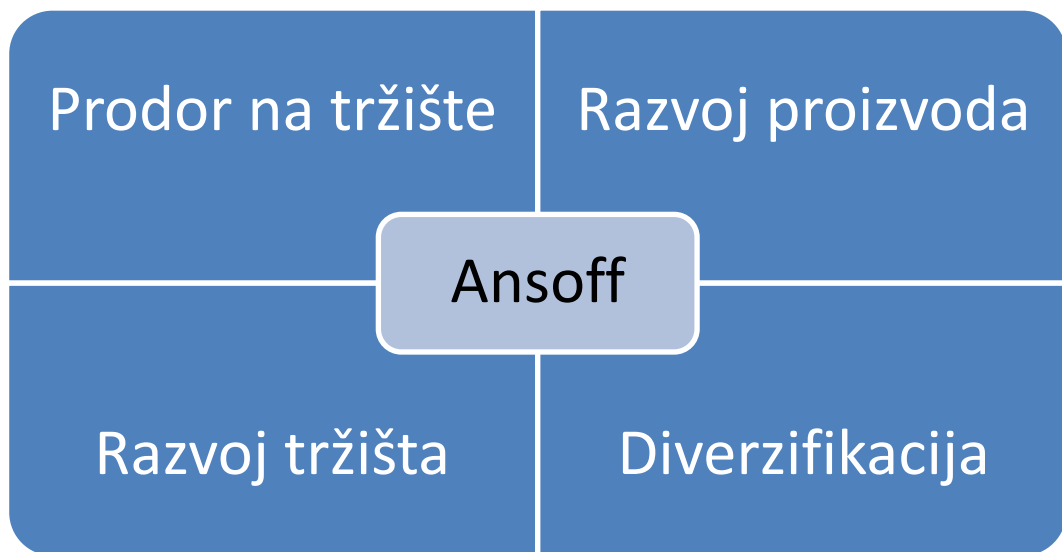 Prodor na tržište
Razvoj proizvoda
Ansoff
Razvoj tržišta
Diverzifikacija